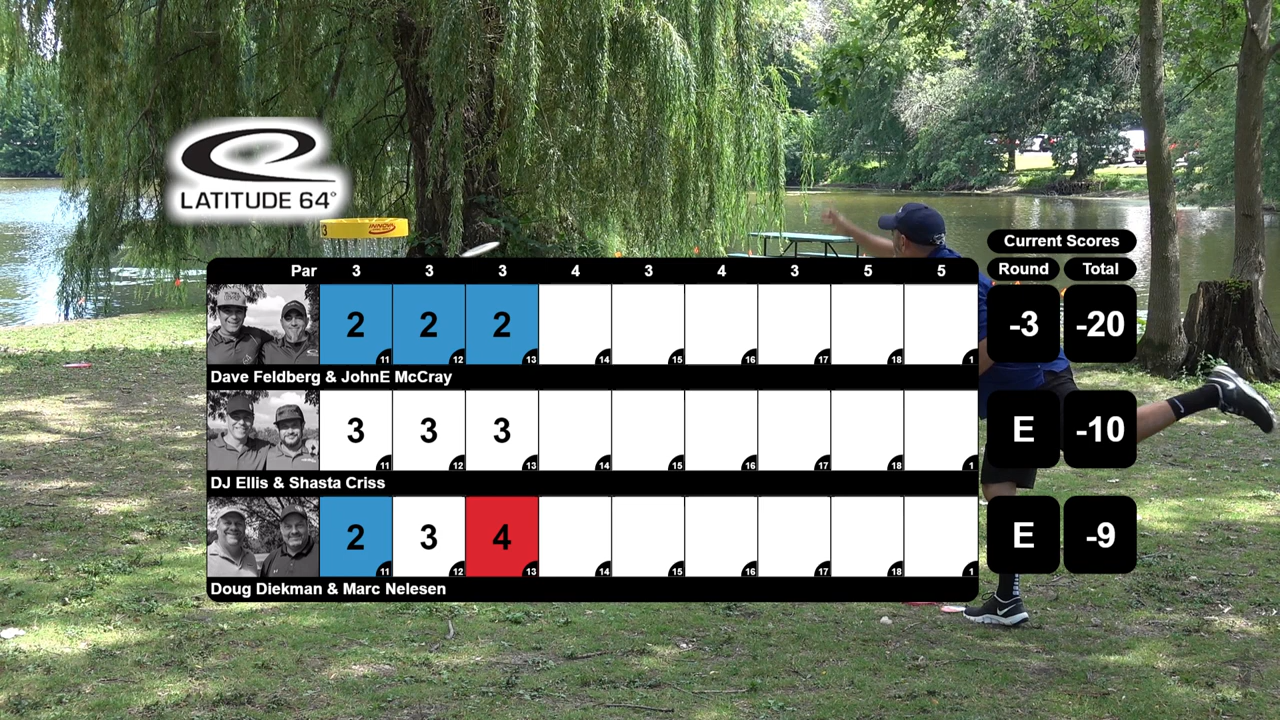 LATITUDE 64°
3 INNOVA
Current Scores
Par 3 3 3 4 3 4 3 5 5 Round Total
2 2 2 -3 -20
11 12 13 14 15 16 17 18 1
Dave Feldberg & JohnE McCray
3 3 3 E -10
11 12 13 14 15 16 17 18 1
DJ Ellis & Shasta Criss
2 3 4 E -9
11 12 13 14 15 16 17 18 1
Doug Diekman & Marc Nelesen